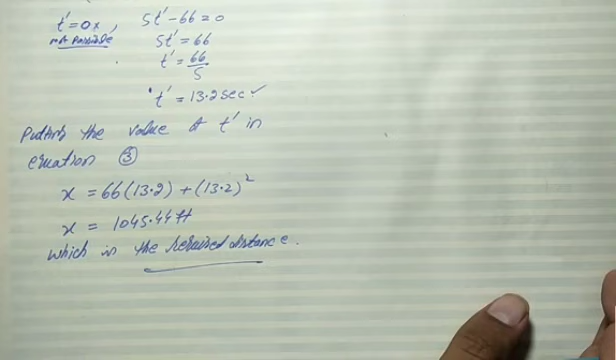 t' = 0 x, 5t' - 66 = 0
not possible 5t' = 66
t' = 66/5
t' = 13.2 sec ✓
Putting the value of t' in
equation ③
x = 66(13.2) + (13.2)²
x = 1045.44 ft
which is the required distance.